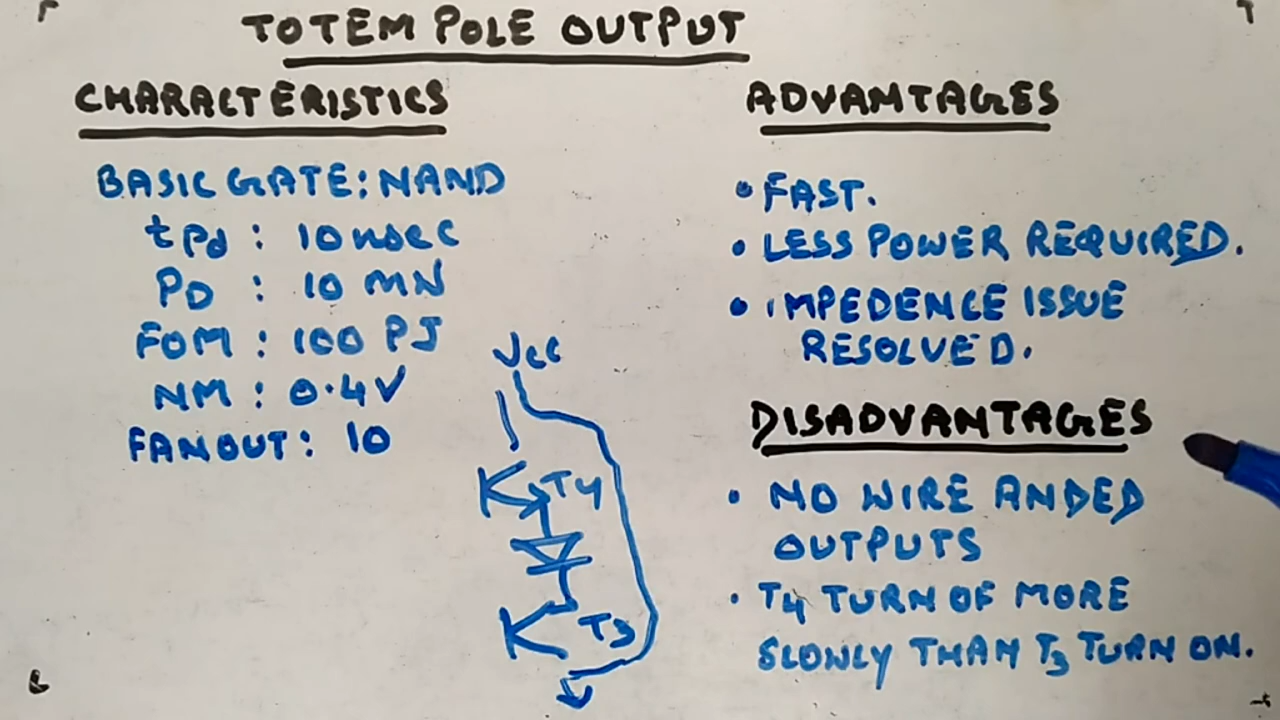 TOTEM POLE OUTPUT
CHARACTERISTICS
BASIC GATE: NAND
tPd : 10 nsec
PD : 10 MW
FOM : 100 PJ
NM : 0.4V
FANOUT : 10
VCC
T4
T3
ADVANTAGES
• FAST.
• LESS POWER REQUIRED.
• IMPEDENCE ISSUE
RESOLVED.
DISADVANTAGES
• NO WIRE ANDED
OUTPUTS
• T4 TURN OF MORE
SLOWLY THAN T3 TURN ON.